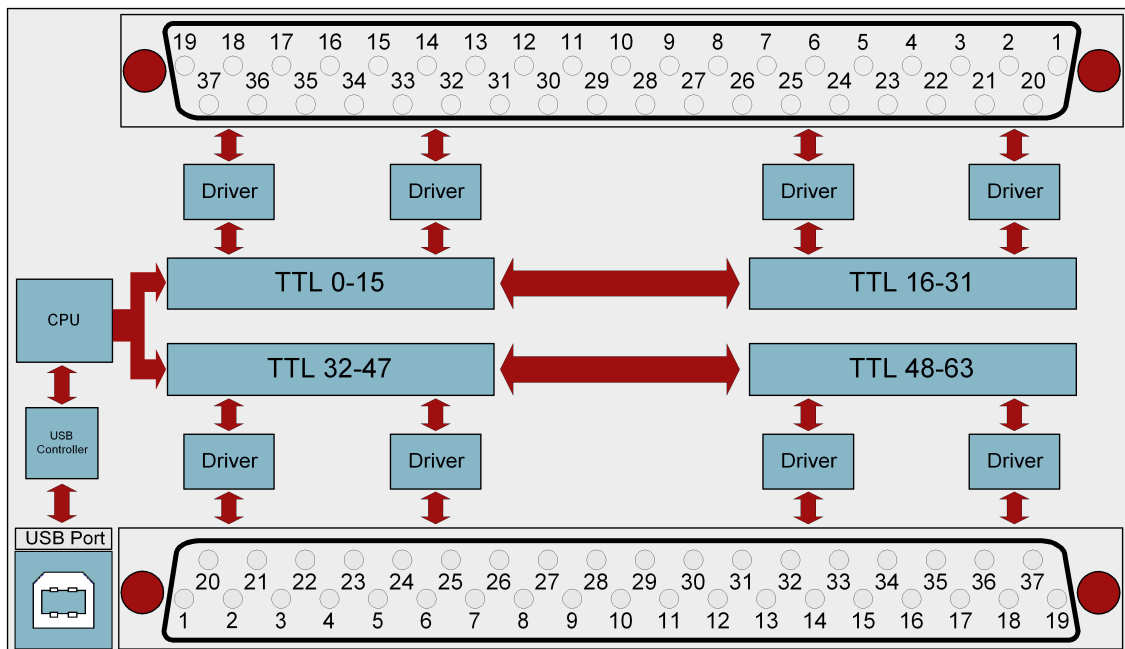 19 18 17 16 15 14 13 12 11 10 9 8 7 6 5 4 3 2 1
37 36 35 34 33 32 31 30 29 28 27 26 25 24 23 22 21 20
Driver Driver Driver Driver
TTL 0-15 TTL 16-31
CPU
TTL 32-47 TTL 48-63
USB
Controller
Driver Driver Driver Driver
USB Port
20 21 22 23 24 25 26 27 28 29 30 31 32 33 34 35 36 37
1 2 3 4 5 6 7 8 9 10 11 12 13 14 15 16 17 18 19